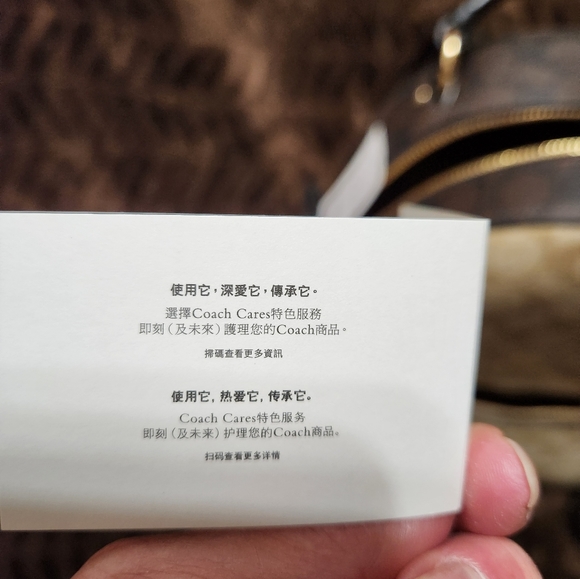 使用它，深愛它，傳承它。
選擇Coach Cares特色服務
即刻（及未來）護理您的Coach商品。
掃碼查看更多資訊
使用它, 热爱它, 传承它。
Coach Cares特色服务
即刻（及未来）护理您的Coach商品。
扫码查看更多详情